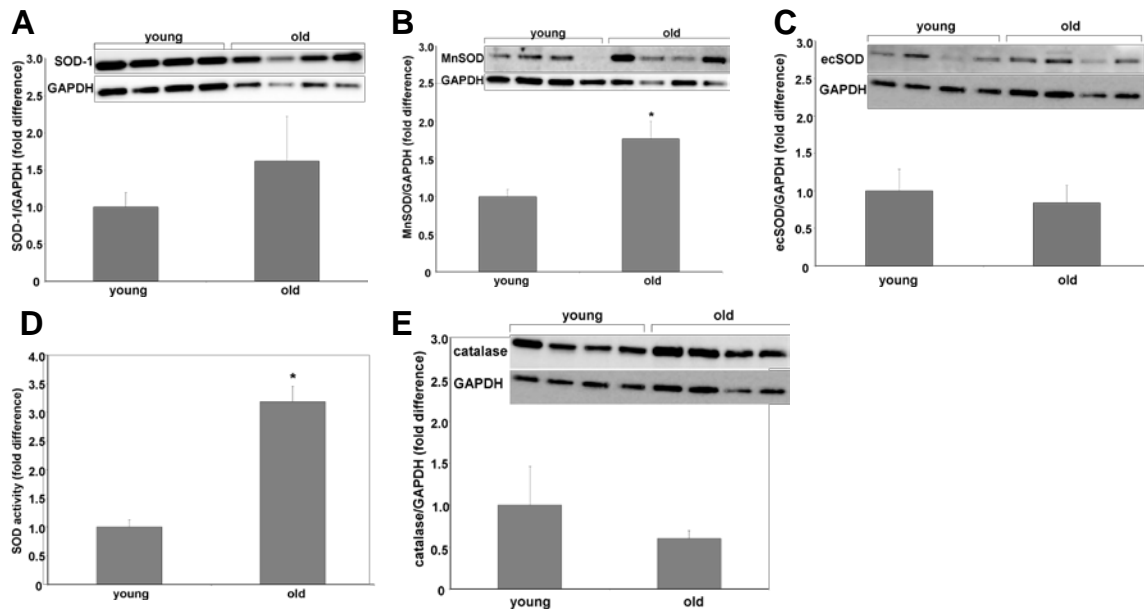 A
young old
3.0
SOD-1
GAPDH
2.5
2.0
1.5
1.0
0.5
0
SOD-1/GAPDH (fold difference)
young old
B
young old
3.0
MnSOD
GAPDH
2.5
2.0
1.5
1.0
0.5
0
MnSOD/GAPDH (fold difference)
*
young old
C
young old
3.0
ecSOD
2.5
GAPDH
2.0
1.5
1.0
0.5
0
ecSOD/GAPDH (fold difference)
young old
D
4.0
3.5
3.0
2.5
2.0
1.5
1.0
0.5
0.0
SOD activity (fold difference)
*
young old
E
young old
3.0
catalase
2.5
GAPDH
2.0
1.5
1.0
0.5
0
catalase/GAPDH (fold difference)
young old